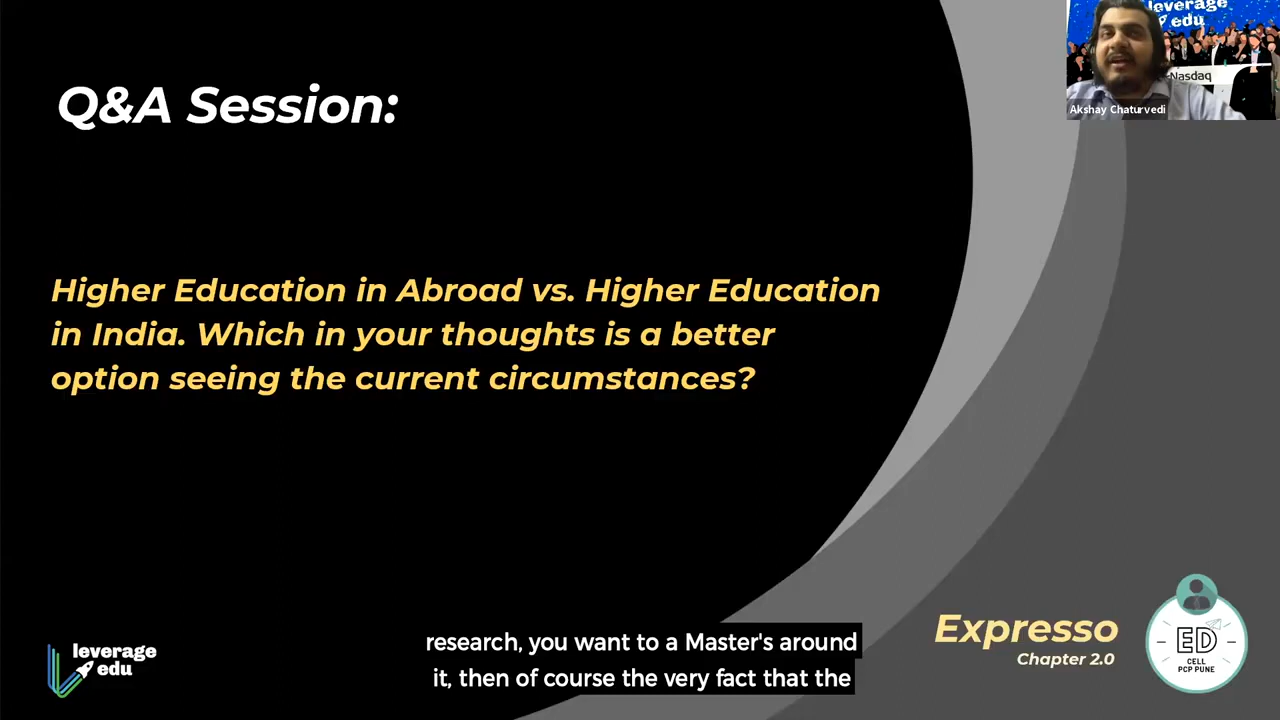 Q&A Session:
leverage
edu
Nasdaq
Akshay Chaturvedi
Higher Education in Abroad vs. Higher Education
in India. Which in your thoughts is a better
option seeing the current circumstances?
research, you want to a Master's around
it, then of course the very fact that the
leverage
edu
Expresso
Chapter 2.0
ED
CELL
PCP PUNE